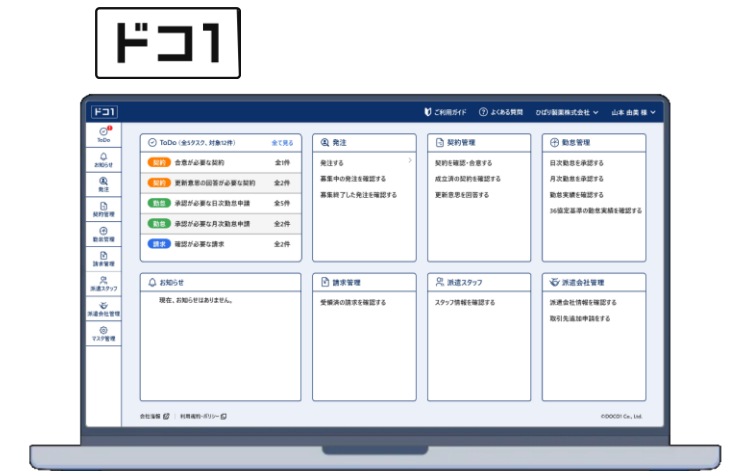 ドコ1
ドコ1
ご利用ガイド
よくある質問
ひばり製薬株式会社
山本 由美 様
ToDo
お知らせ
発注
契約管理
勤怠管理
請求管理
派遣スタッフ
派遣会社管理
マスタ管理
ToDo（全5タスク、対象12件）
全て見る
契約 合意が必要な契約 全1件
契約 更新意思の回答が必要な契約 全2件
勤怠 承認が必要な日次勤怠申請 全5件
勤怠 承認が必要な月次勤怠申請 全2件
請求 確認が必要な請求 全2件
発注
発注する
募集中の発注を確認する
募集終了した発注を確認する
契約管理
契約を確認・合意する
成立済の契約を確認する
更新意思を回答する
勤怠管理
日次勤怠を承認する
月次勤怠を承認する
勤怠実績を確認する
36協定基準の勤怠実績を確認する
お知らせ
現在、お知らせはありません。
請求管理
受領済の請求を確認する
派遣スタッフ
スタッフ情報を確認する
派遣会社管理
派遣会社情報を確認する
取引先追加申請をする
会社情報
利用規約・ポリシー
©DOCO1 Co., Ltd.